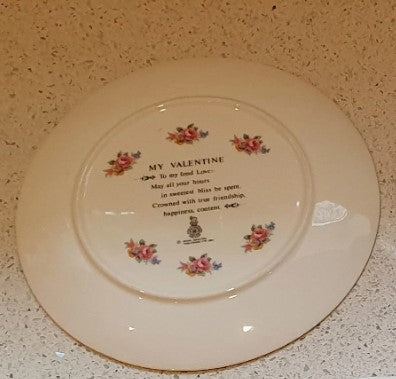 MY VALENTINE
To my fond Love:
May all your hours
in sweetest bliss be spent,
Crowned with true friendship,
happiness, content.